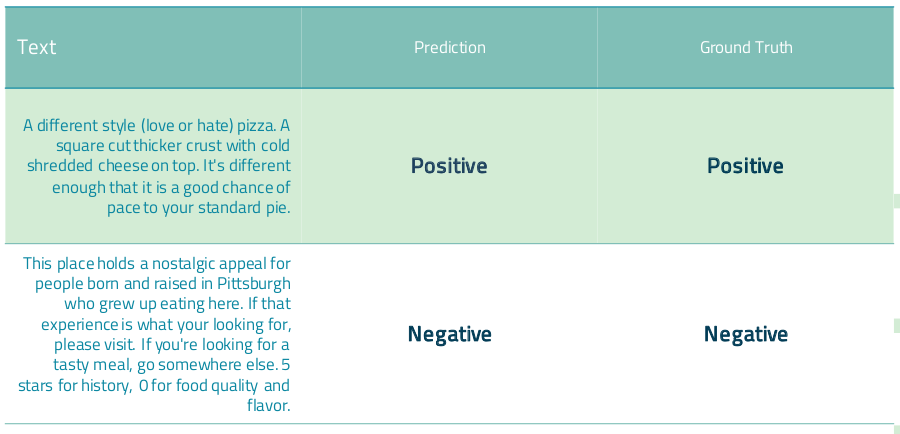 Text
Prediction
Ground Truth
A different style (love or hate) pizza. A
square cut thicker crust with cold
shredded cheese on top. It's different
enough that it is a good chance of
pace to your standard pie.
Positive
Positive
This place holds a nostalgic appeal for
people born and raised in Pittsburgh
who grew up eating here. If that
experience is what your looking for,
please visit. If you're looking for a
tasty meal, go somewhere else. 5
stars for history, 0 for food quality and
flavor.
Negative
Negative